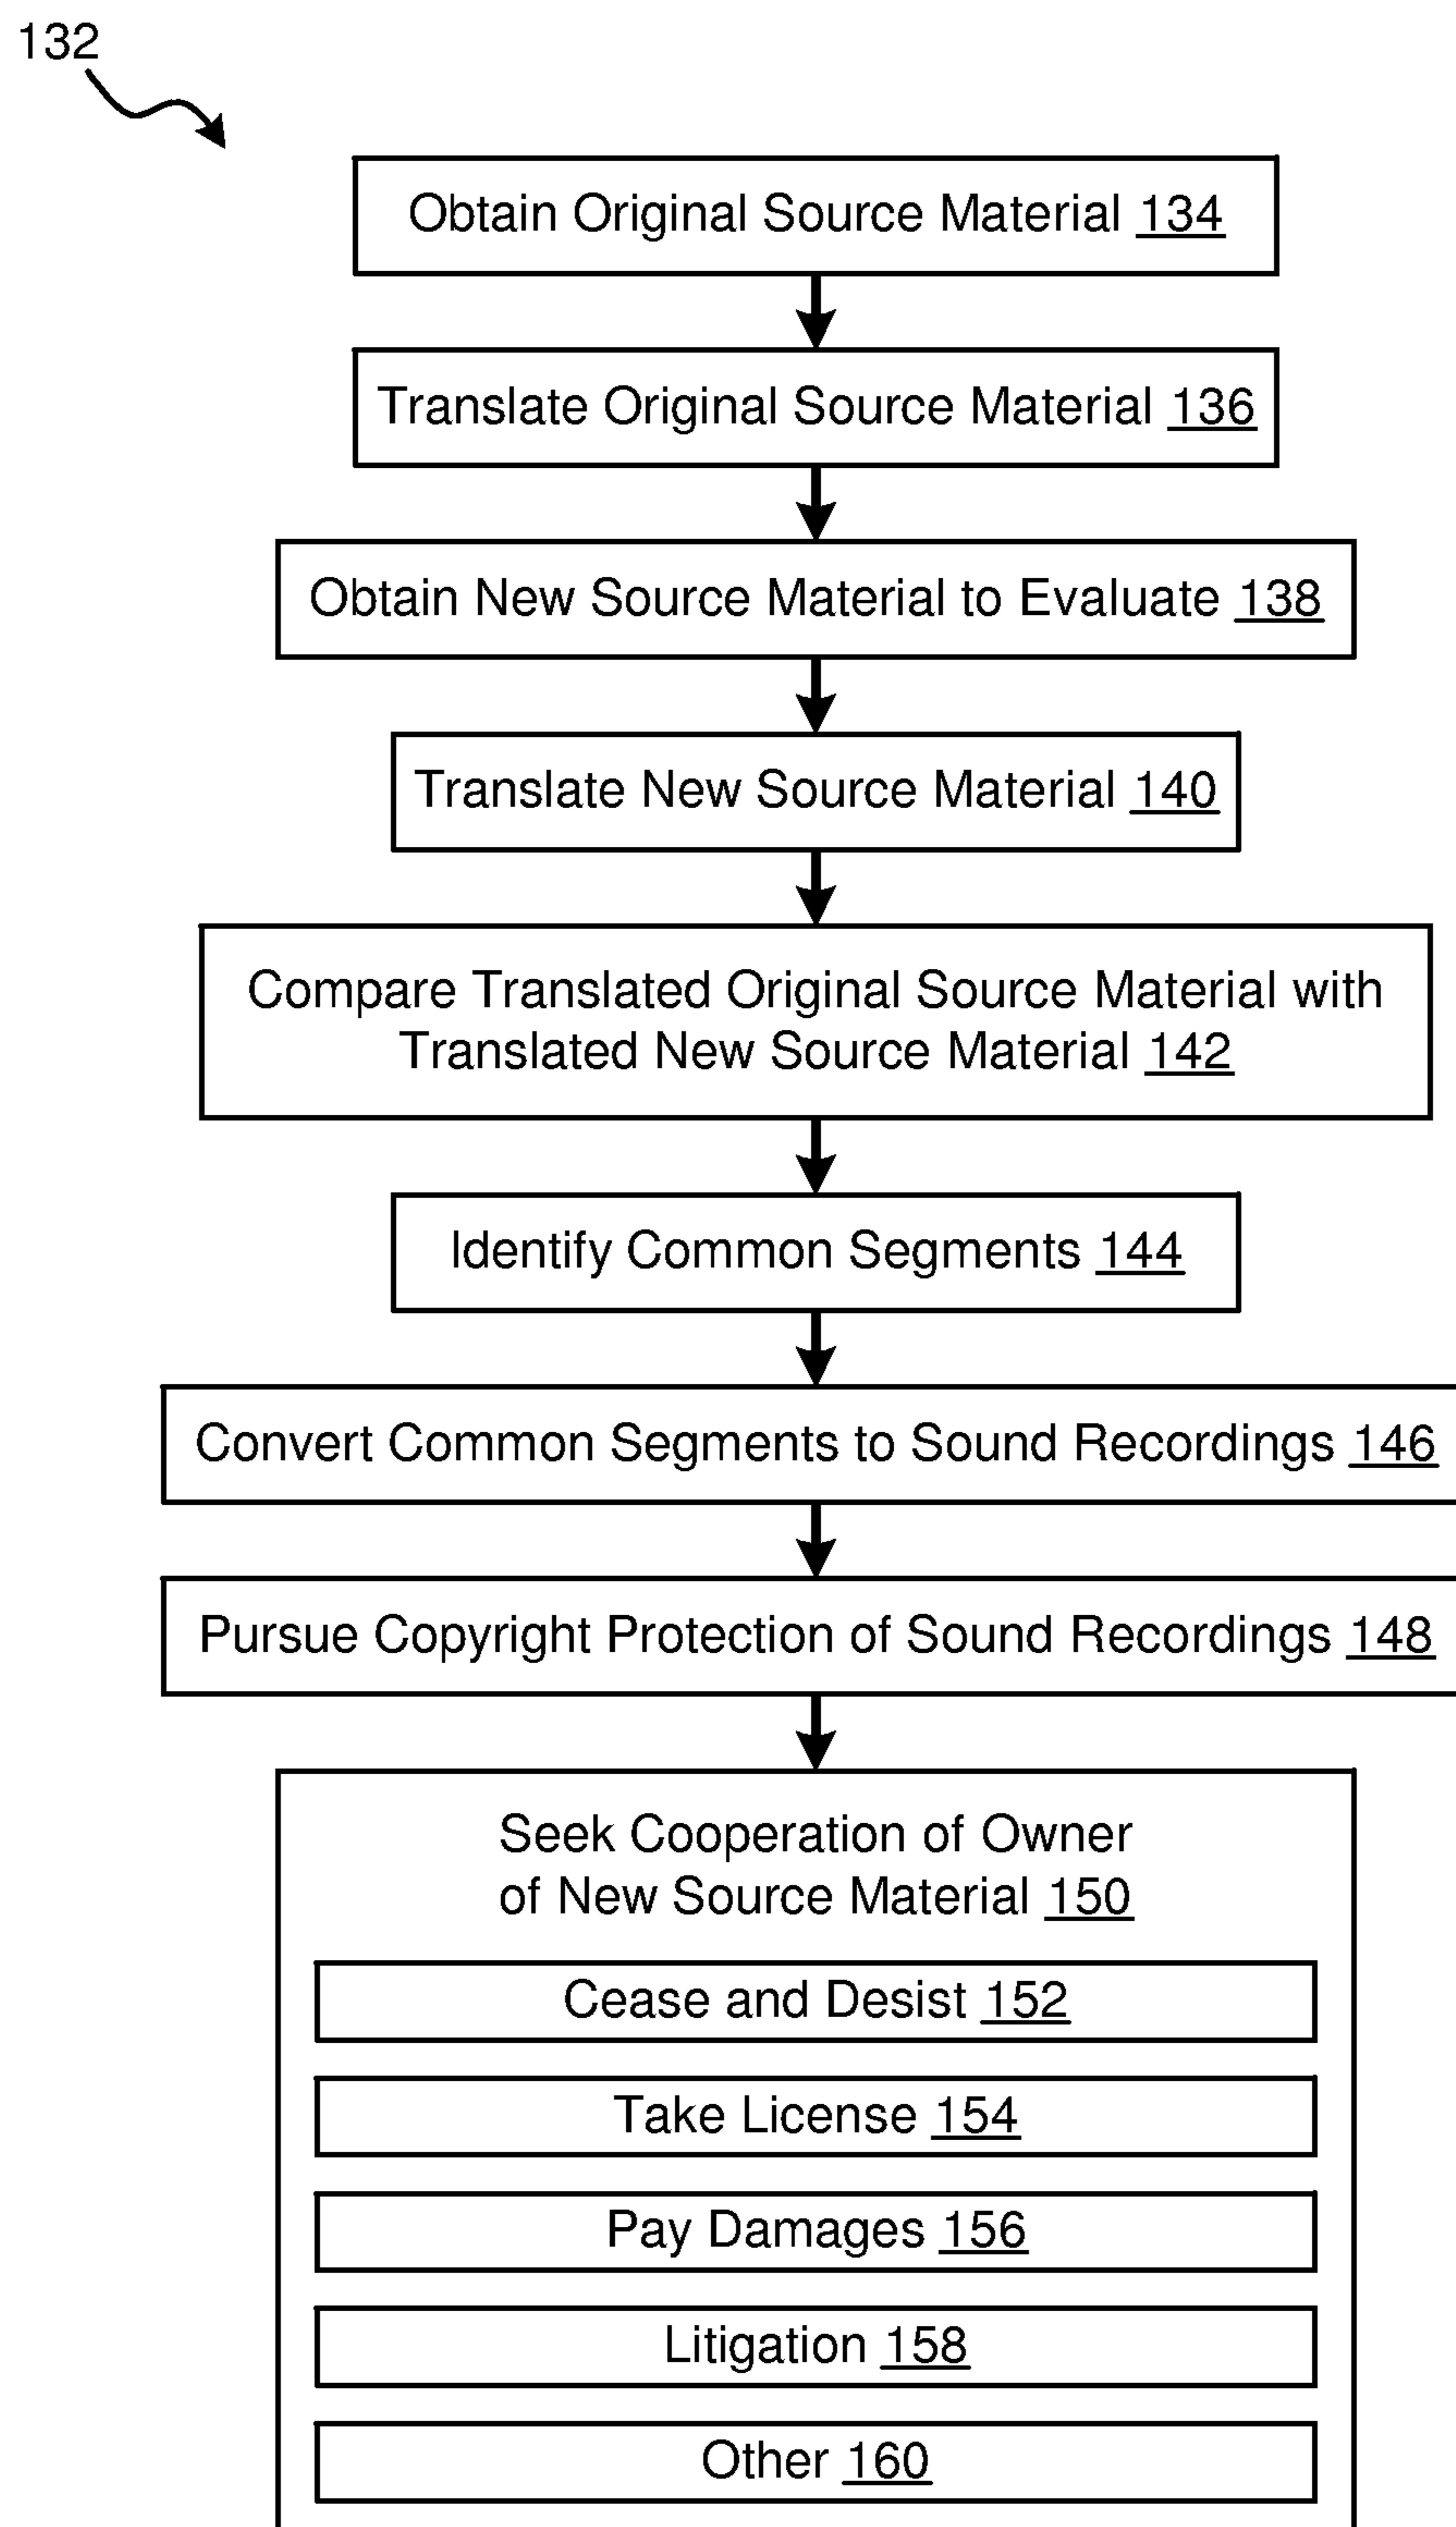 132
Obtain Original Source Material 134
Translate Original Source Material 136
Obtain New Source Material to Evaluate 138
Translate New Source Material 140
Compare Translated Original Source Material with
Translated New Source Material 142
Identify Common Segments 144
Convert Common Segments to Sound Recordings 146
Pursue Copyright Protection of Sound Recordings 148
Seek Cooperation of Owner
of New Source Material 150
Cease and Desist 152
Take License 154
Pay Damages 156
Litigation 158
Other 160